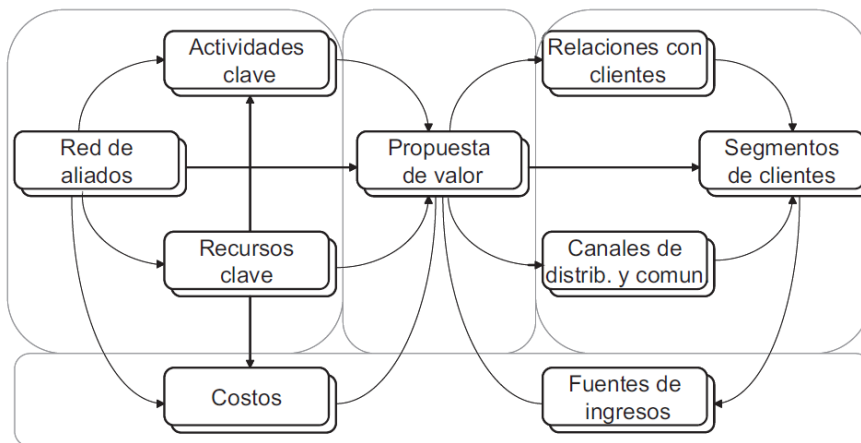 Actividades
clave
Relaciones con
clientes
Red de
aliados
Propuesta
de valor
Segmentos
de clientes
Recursos
clave
Canales de
distrib. y comun
Costos
Fuentes de
ingresos